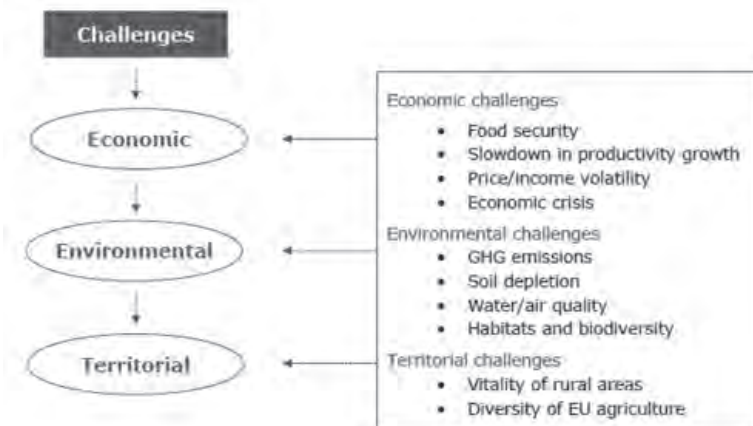 Challenges
Economic
Environmental
Territorial
Economic challenges
• Food security
• Slowdown in productivity growth
• Price/income volatility
• Economic crisis
Environmental challenges
• GHG emissions
• Soil depletion
• Water/air quality
• Habitats and biodiversity
Territorial challenges
• Vitality of rural areas
• Diversity of EU agriculture